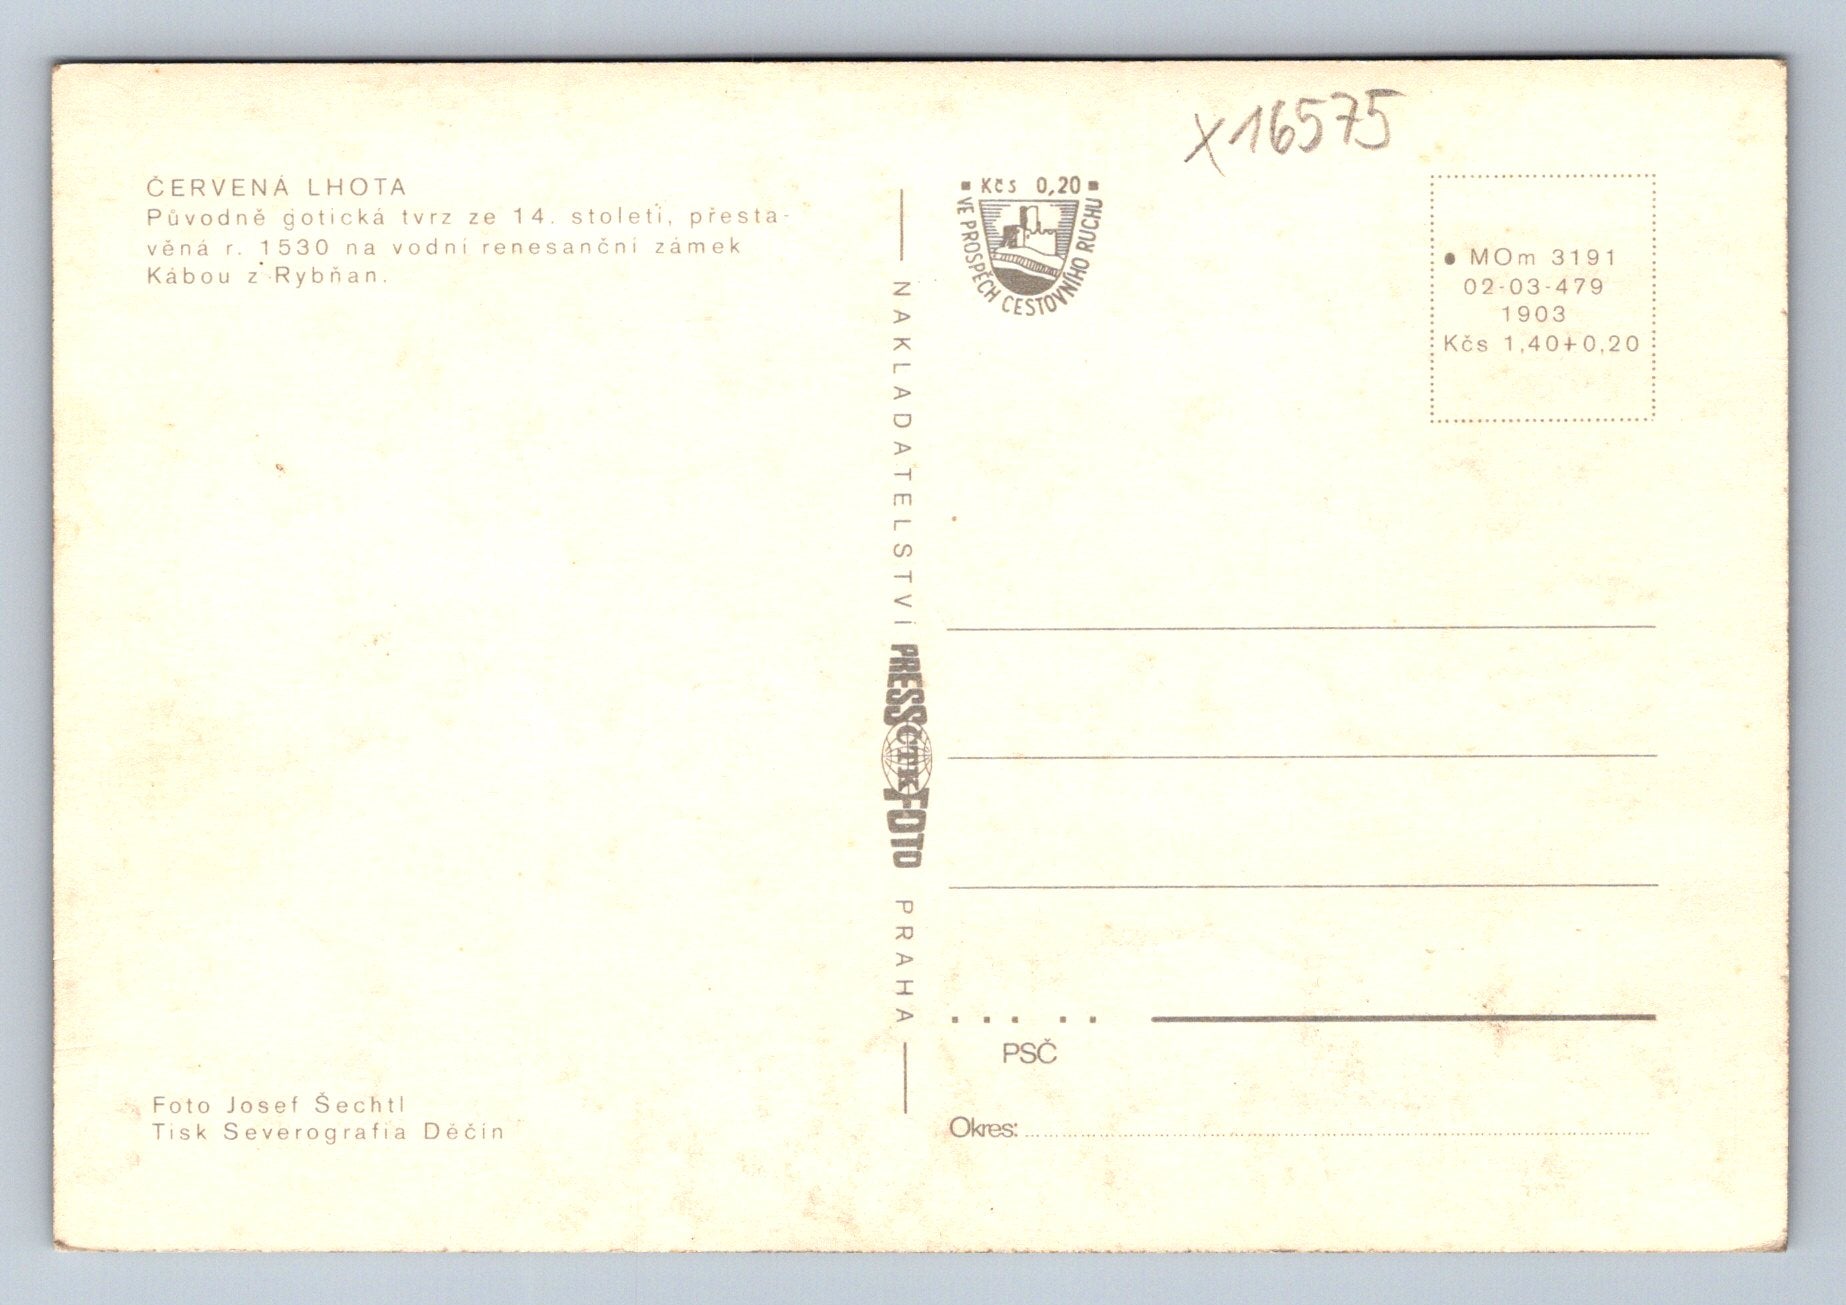 x16575
ČERVENÁ LHOTA
Původně gotická tvrz ze 14. století, přesta-
věná r. 1530 na vodní renesanční zámek
Kábou z Rybňan.
Kčs 0,20
VE PROSPĚCH CESTOVNÍHO RUCHU
MOm 3191
02-03-479
1903
Kčs 1,40+0,20
NAKLADATELSTVÍ PRESSČTKFOTO PRAHA
PSČ
Okres:
Foto Josef Šechtl
Tisk Severografia Děčín